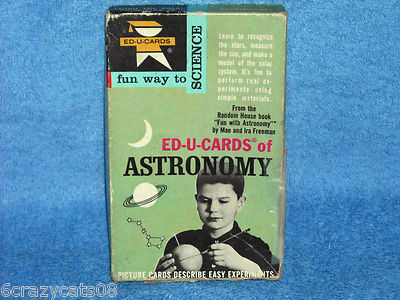 ED-U-CARDS
fun way to
SCIENCE
Learn to recognize
the stars, measure
the sun, and make
a model of the solar
system. It's fun to
perform real ex-
periments using
simple materials.
From the
Random House book
"Fun with Astronomy"*
by Mae and Ira Freeman
ED-U-CARDS® of
ASTRONOMY
PICTURE CARDS DESCRIBE EASY EXPERIMENTS
6crazycats08